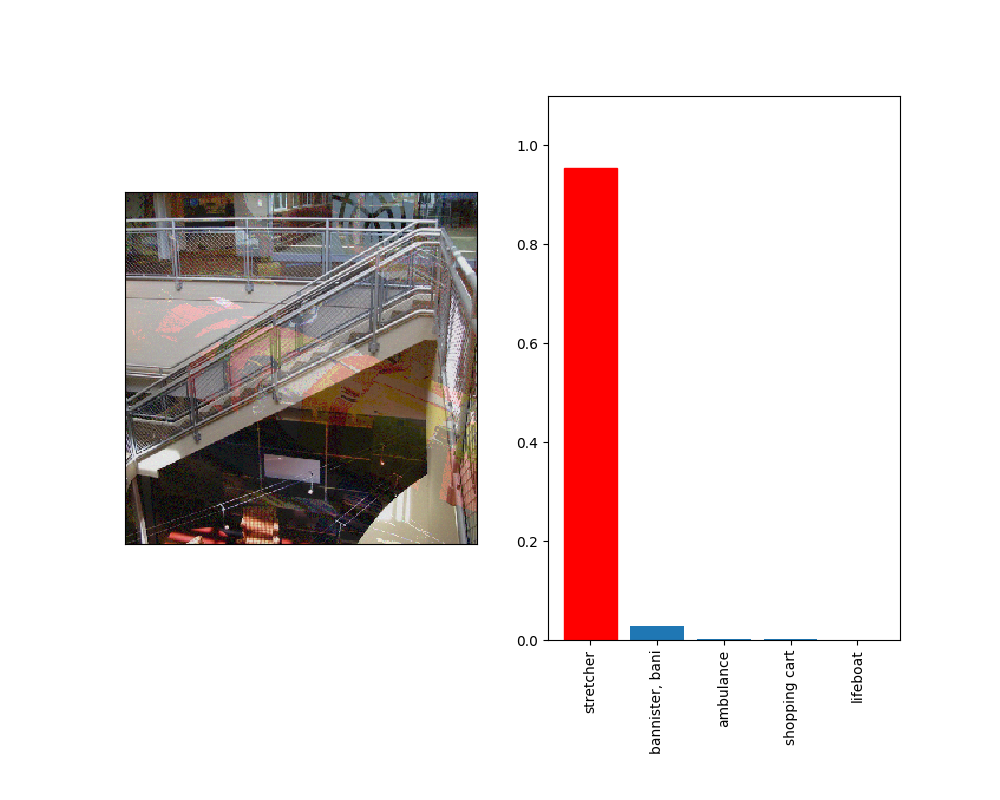 1.0
0.8
0.6
0.4
0.2
0.0
stretcher
bannister, bani
ambulance
shopping cart
lifeboat